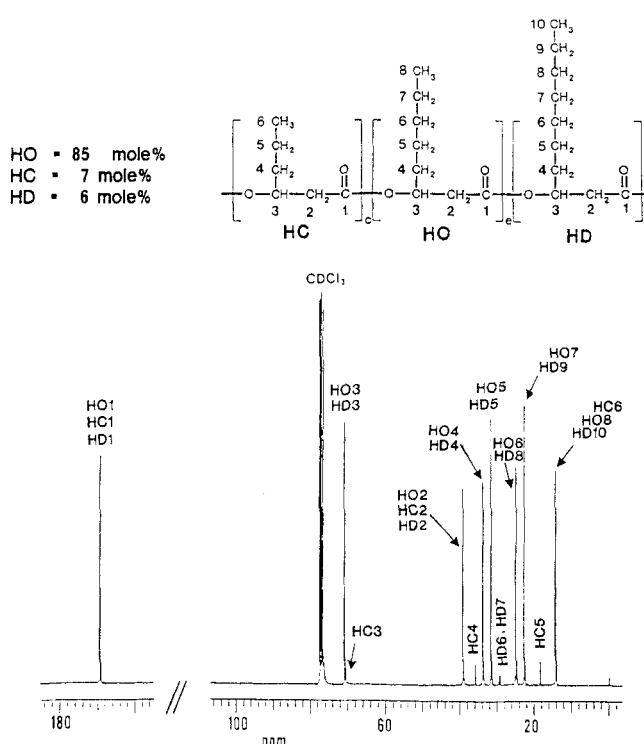 HO = 85 mole%
HC = 7 mole%
HD = 6 mole%
10 CH₃
9 CH₂
8 CH₂
7 CH₂
6 CH₂
5 CH₂
4 CH₂
8 CH₃
7 CH₂
6 CH₂
5 CH₂
4 CH₂
6 CH₃
5 CH₂
4 CH₂
O O O
O CH₂ C O CH₂ C O CH₂ C
3 2 1 3 2 1 3 2 1
c e
HC HO HD
CDCl₃
HO1
HC1
HD1
HO3
HD3
HC3
HO2
HC2
HD2
HO4
HD4
HC4
HO5
HD5
HD6, HD7
HO6
HD8
HO7
HD9
HC5
HC6
HO8
HD10
180 // 100 60 20
ppm